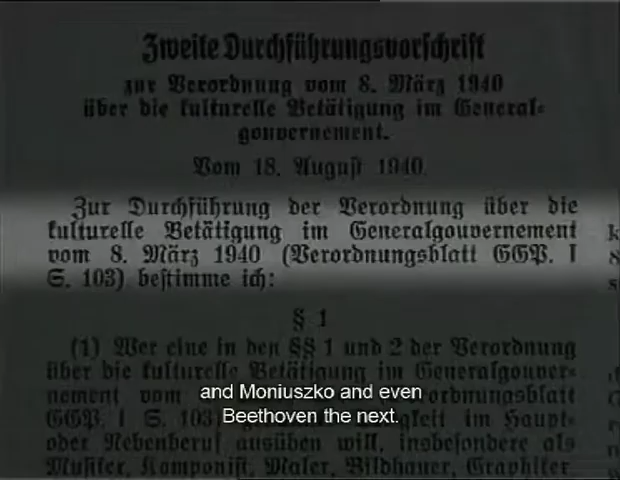 Zweite Durchführungsvorschrift
zur Verordnung vom 8. März 1940
über die kulturelle Betätigung im General-
gouvernement.
Vom 18. August 1940.
Zur Durchführung der Verordnung über die
kulturelle Betätigung im Generalgouvernement
vom 8. März 1940 (Verordnungsblatt GGP. I
S. 103) bestimme ich:
§ 1
(1) Wer eine in den §§ 1 und 2 der Verordnung
über die kulturelle Betätigung im Generalgouver-
nement vom
and Moniuszko and even
GGP. I S. 103 im Haupt-
Beethoven the next.
oder Nebenberuf ausüben will, insbesondere als
Musiker, Komponist, Maler, Bildhauer, Graphiker